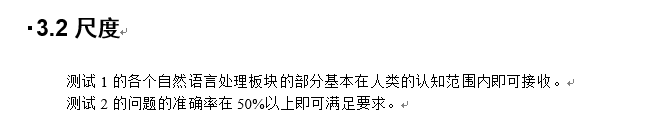 3.2 尺度
测试 1 的各个自然语言处理板块的部分基本在人类的认知范围内即可接收。
测试 2 的问题的准确率在 50%以上即可满足要求。